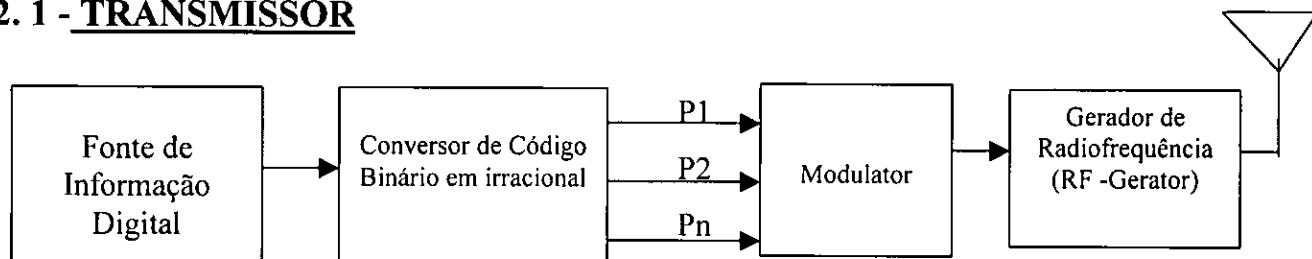 2. 1 - TRANSMISSOR
Fonte de
Informação
Digital
Conversor de Código
Binário em irracional
P1
P2
Pn
Modulator
Gerador de
Radiofrequência
(RF -Gerator)